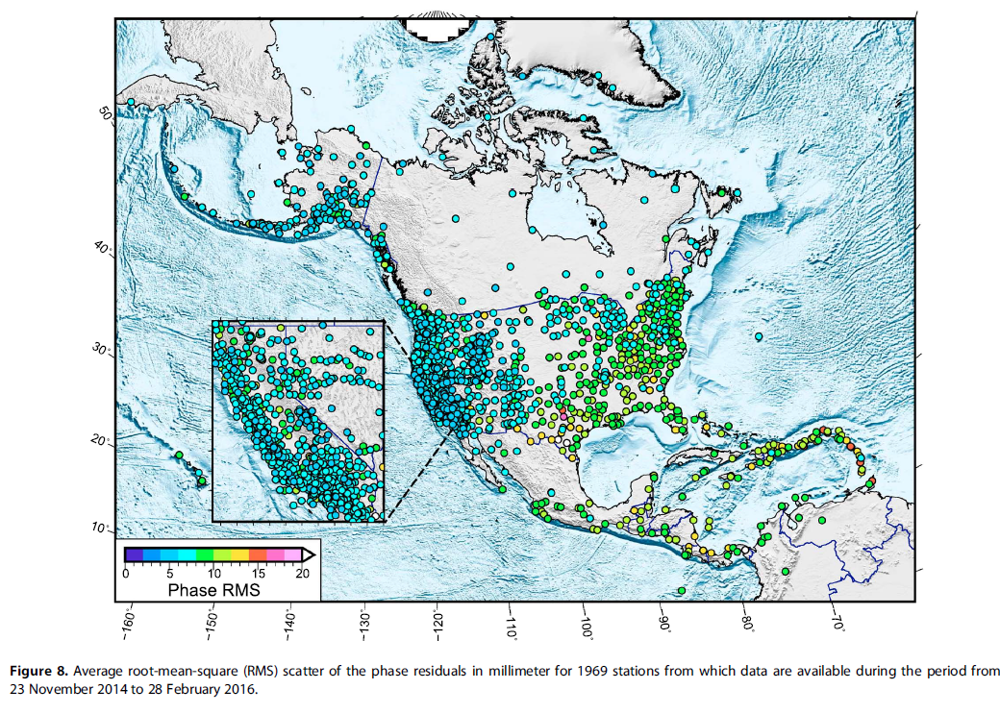 50°
40°
30°
20°
10°
0 5 10 15 20
Phase RMS
-160° -150° -140° -130° -120° -110° -100° -90° -80° -70°
Figure 8. Average root-mean-square (RMS) scatter of the phase residuals in millimeter for 1969 stations from which data are available during the period from
23 November 2014 to 28 February 2016.